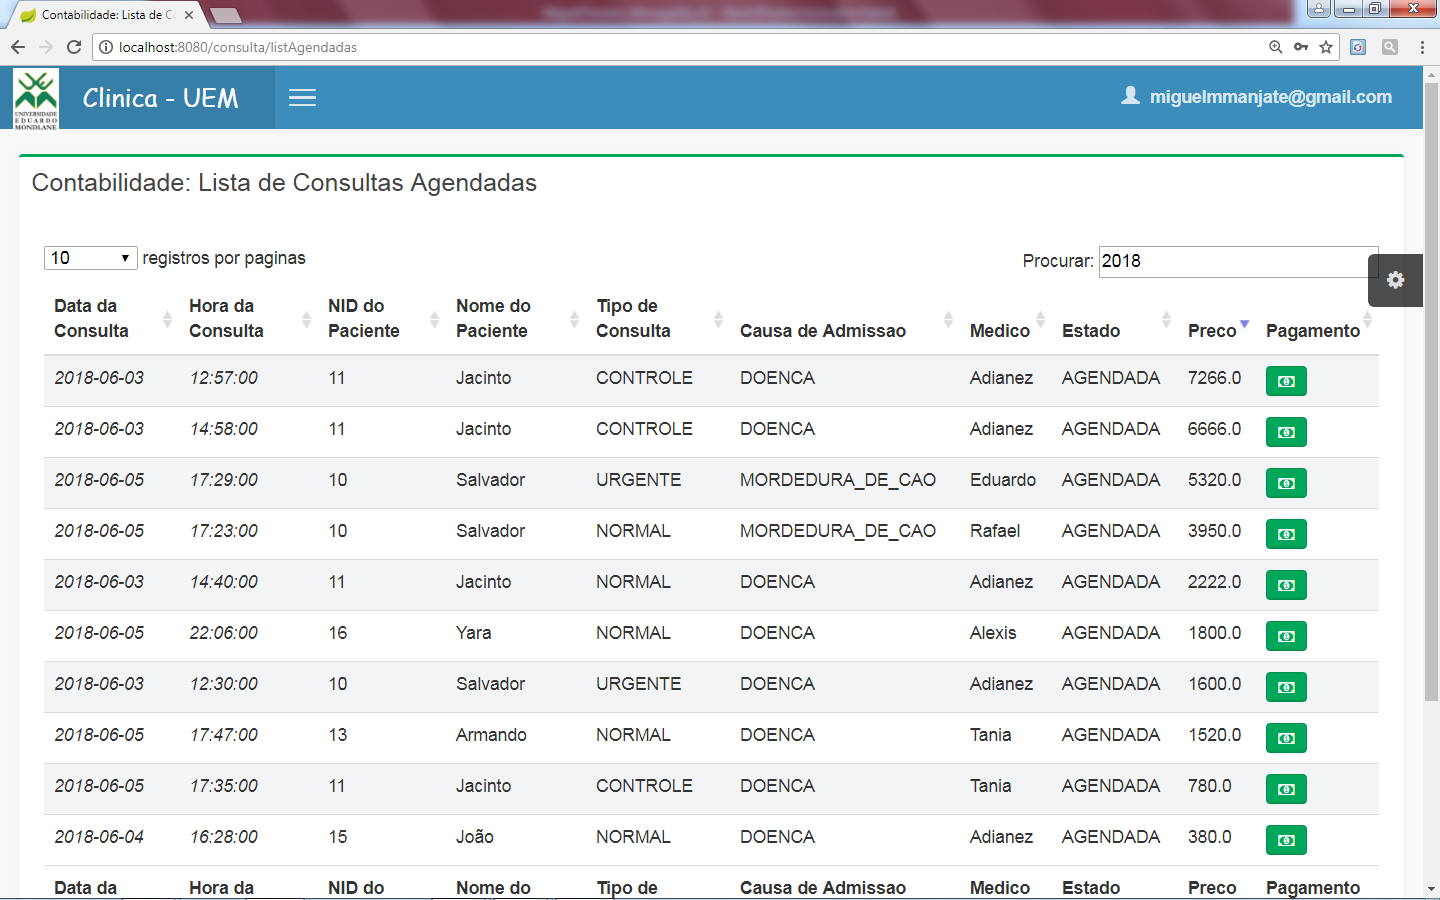 Contabilidade: Lista de Co
localhost:8080/consulta/listAgendadas
UNIVERSIDADE
EDUARDO
MONDLANE
Clinica - UEM
miguelmmanjate@gmail.com
Contabilidade: Lista de Consultas Agendadas
10 registros por paginas
Procurar: 2018
Data da Consulta Hora da Consulta NID do Paciente Nome do Paciente Tipo de Consulta Causa de Admissao Medico Estado Preco Pagamento
2018-06-03 12:57:00 11 Jacinto CONTROLE DOENCA Adianez AGENDADA 7266.0
2018-06-03 14:58:00 11 Jacinto CONTROLE DOENCA Adianez AGENDADA 6666.0
2018-06-05 17:29:00 10 Salvador URGENTE MORDEDURA_DE_CAO Eduardo AGENDADA 5320.0
2018-06-05 17:23:00 10 Salvador NORMAL MORDEDURA_DE_CAO Rafael AGENDADA 3950.0
2018-06-03 14:40:00 11 Jacinto NORMAL DOENCA Adianez AGENDADA 2222.0
2018-06-05 22:06:00 16 Yara NORMAL DOENCA Alexis AGENDADA 1800.0
2018-06-03 12:30:00 10 Salvador URGENTE DOENCA Adianez AGENDADA 1600.0
2018-06-05 17:47:00 13 Armando NORMAL DOENCA Tania AGENDADA 1520.0
2018-06-05 17:35:00 11 Jacinto CONTROLE DOENCA Tania AGENDADA 780.0
2018-06-04 16:28:00 15 João NORMAL DOENCA Adianez AGENDADA 380.0
Data da Hora da NID do Nome do Tipo de Causa de Admissao Medico Estado Preco Pagamento